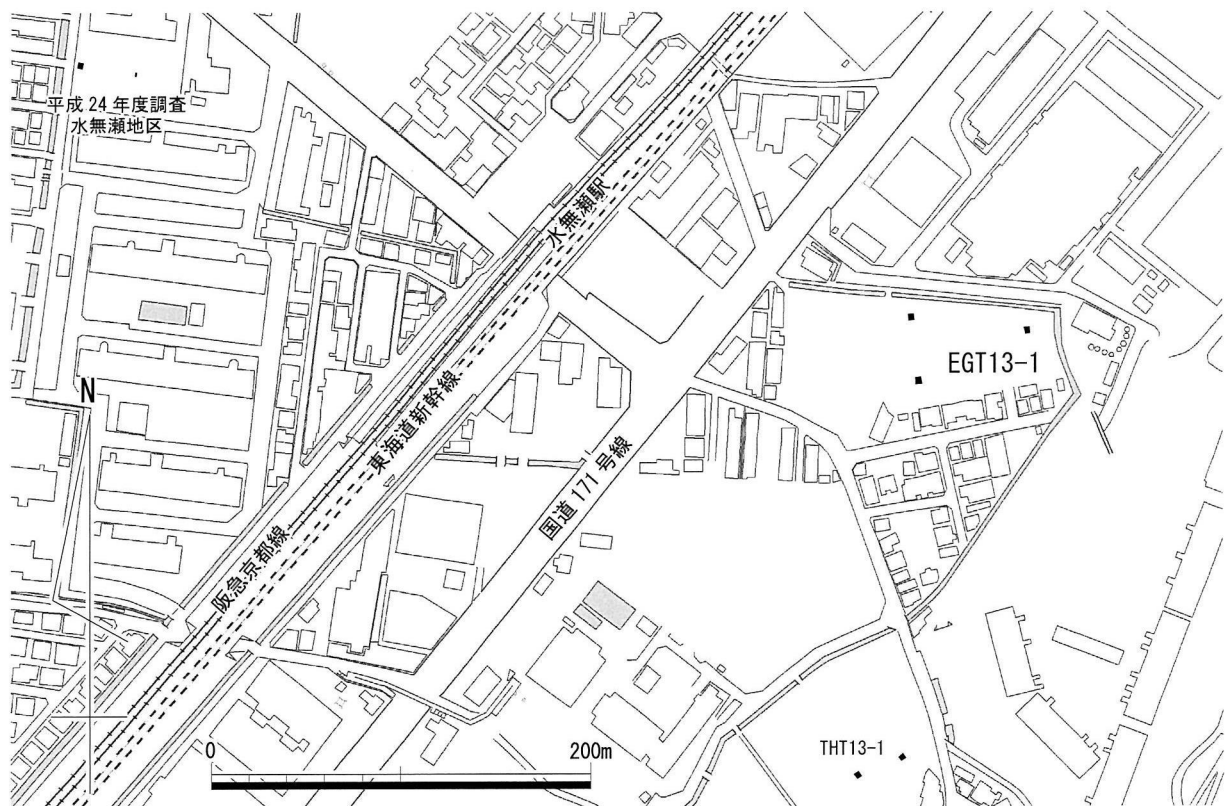 平成 24 年度調査
水無瀬地区
水無瀬駅
EGT13-1
N
東海道新幹線
国道 171 号線
阪急京都線
THT13-1
0 200m